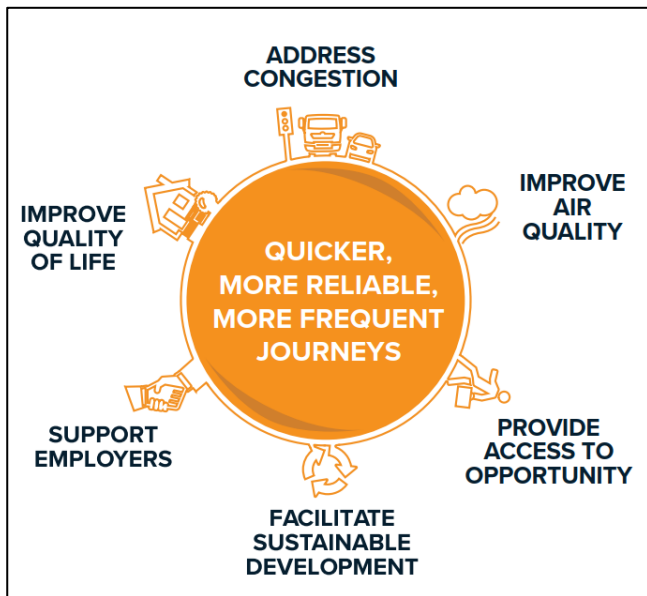 ADDRESS
CONGESTION
IMPROVE
AIR
QUALITY
IMPROVE
QUALITY
OF LIFE
QUICKER,
MORE RELIABLE,
MORE FREQUENT
JOURNEYS
SUPPORT
EMPLOYERS
PROVIDE
ACCESS TO
OPPORTUNITY
FACILITATE
SUSTAINABLE
DEVELOPMENT